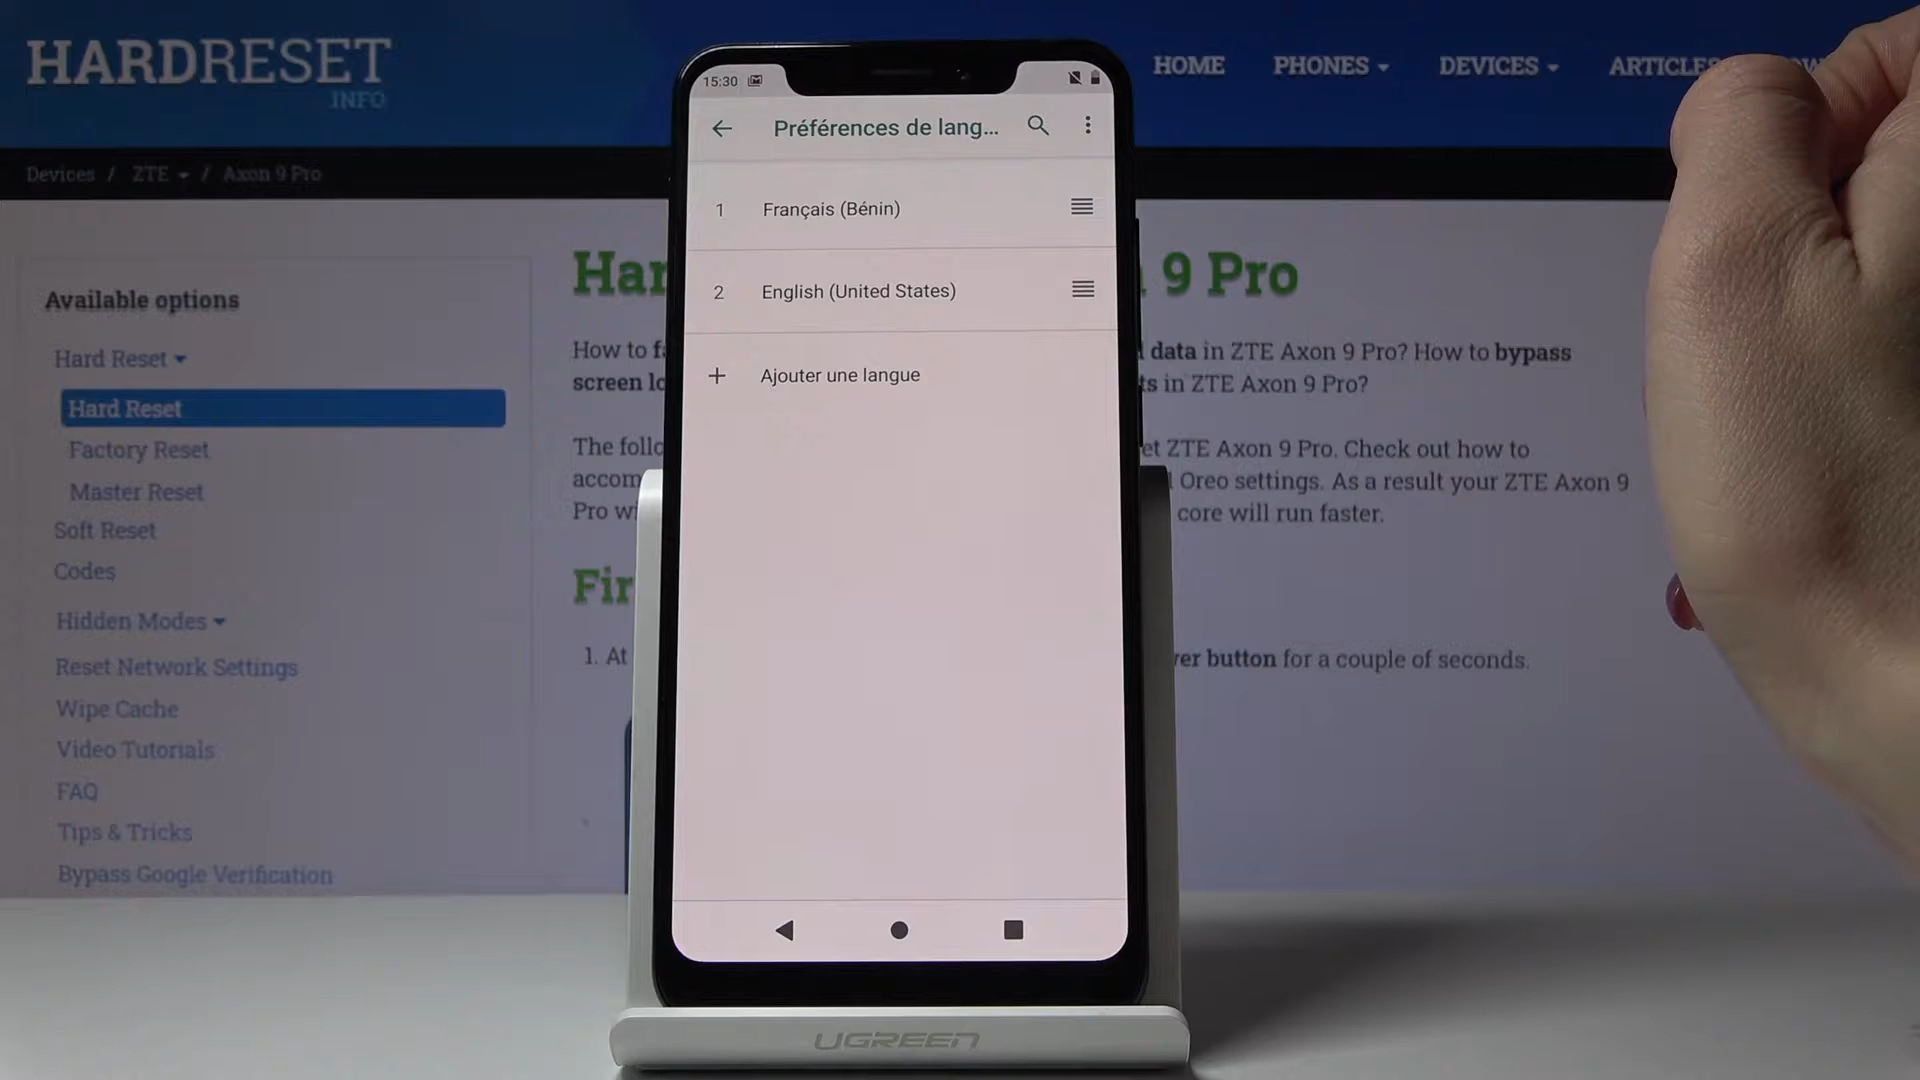 HARDRESET
INFO
HOME PHONES DEVICES ARTICLES
Devices / ZTE / Axon 9 Pro
Available options
Hard Reset
Hard Reset
Factory Reset
Master Reset
Soft Reset
Codes
Hidden Modes
Reset Network Settings
Wipe Cache
Video Tutorials
FAQ
Tips & Tricks
Bypass Google Verification
15:30
Préférences de lang...
1 Français (Bénin)
2 English (United States)
+ Ajouter une langue
9 Pro
How to data in ZTE Axon 9 Pro? How to bypass
screen in ZTE Axon 9 Pro?
The ZTE Axon 9 Pro. Check out how to
Oreo settings. As a result your ZTE Axon 9
Pro core will run faster.
1. At button for a couple of seconds.
UGREEN